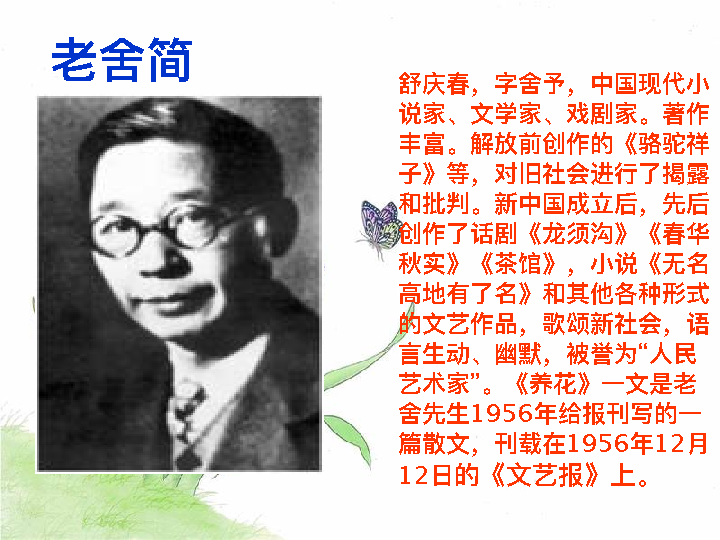 老舍简
舒庆春，字舍予，中国现代小
说家、文学家、戏剧家。著作
丰富。解放前创作的《骆驼祥
子》等，对旧社会进行了揭露
和批判。新中国成立后，先后
创作了话剧《龙须沟》《春华
秋实》《茶馆》，小说《无名
高地有了名》和其他各种形式
的文艺作品，歌颂新社会，语
言生动、幽默，被誉为“人民
艺术家”。《养花》一文是老
舍先生1956年给报刊写的一
篇散文，刊载在1956年12月
12日的《文艺报》上。